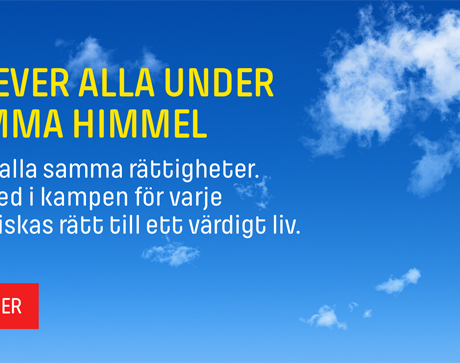 EVER ALLA UNDER
MMA HIMMEL
alla samma rättigheter.
ed i kampen för varje
iskas rätt till ett värdigt liv.
ER